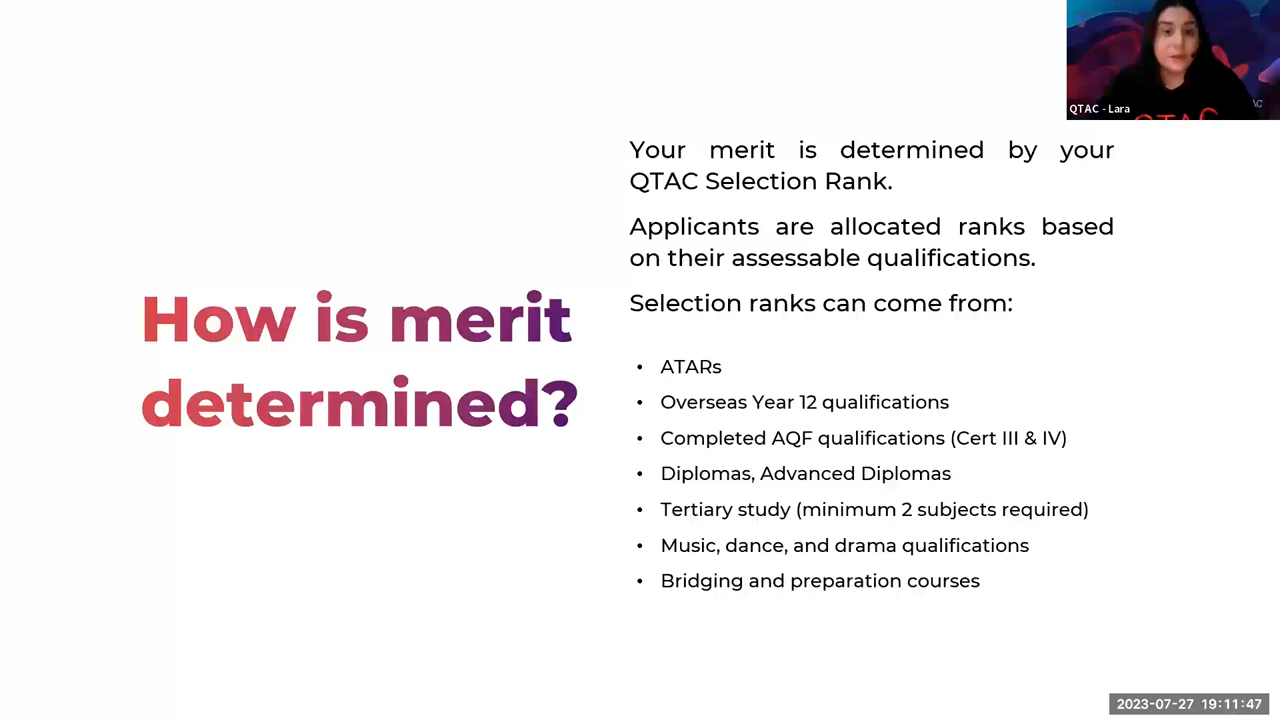 QTAC - Lara
QTAC
Your merit is determined by your
QTAC Selection Rank.
Applicants are allocated ranks based
on their assessable qualifications.
Selection ranks can come from:
How is merit
determined?
• ATARs
• Overseas Year 12 qualifications
• Completed AQF qualifications (Cert III & IV)
• Diplomas, Advanced Diplomas
• Tertiary study (minimum 2 subjects required)
• Music, dance, and drama qualifications
• Bridging and preparation courses
2023-07-27 19:11:47